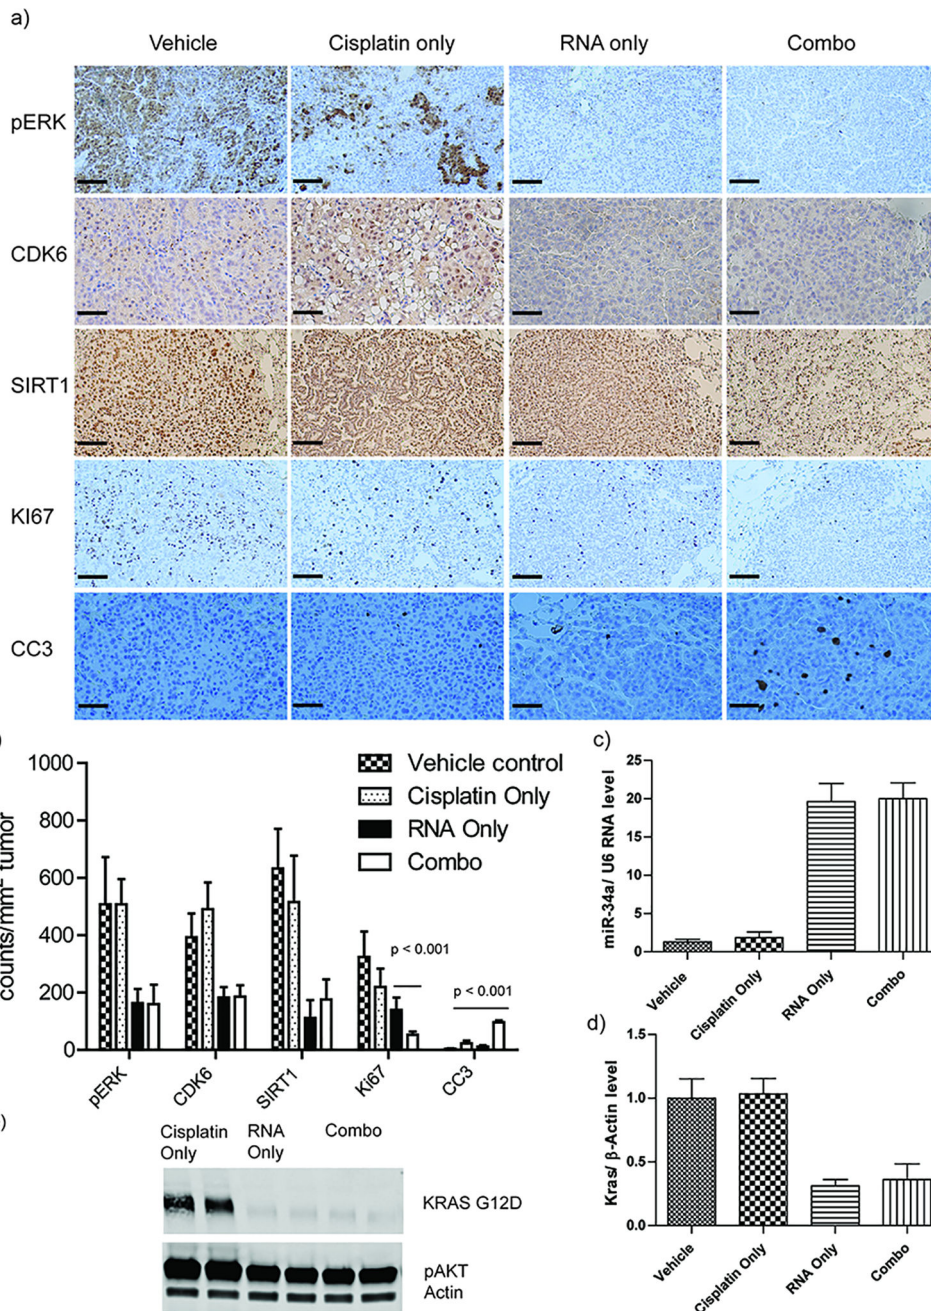 a)
Vehicle Cisplatin only RNA only Combo
pERK
CDK6
SIRT1
KI67
CC3
)
counts/mm² tumor
1000
800
600
400
200
0
Vehicle control
Cisplatin Only
RNA Only
Combo
p < 0.001
p < 0.001
pERK
CDK6
SIRT1
Ki67
CC3
c)
miR-34a/ U6 RNA level
25
20
15
10
5
0
Vehicle
Cisplatin Only
RNA Only
Combo
d)
Kras/ β-Actin level
1.5
1.0
0.5
0.0
Vehicle
Cisplatin Only
RNA Only
Combo
)
Cisplatin RNA Combo
Only Only
KRAS G12D
pAKT
Actin